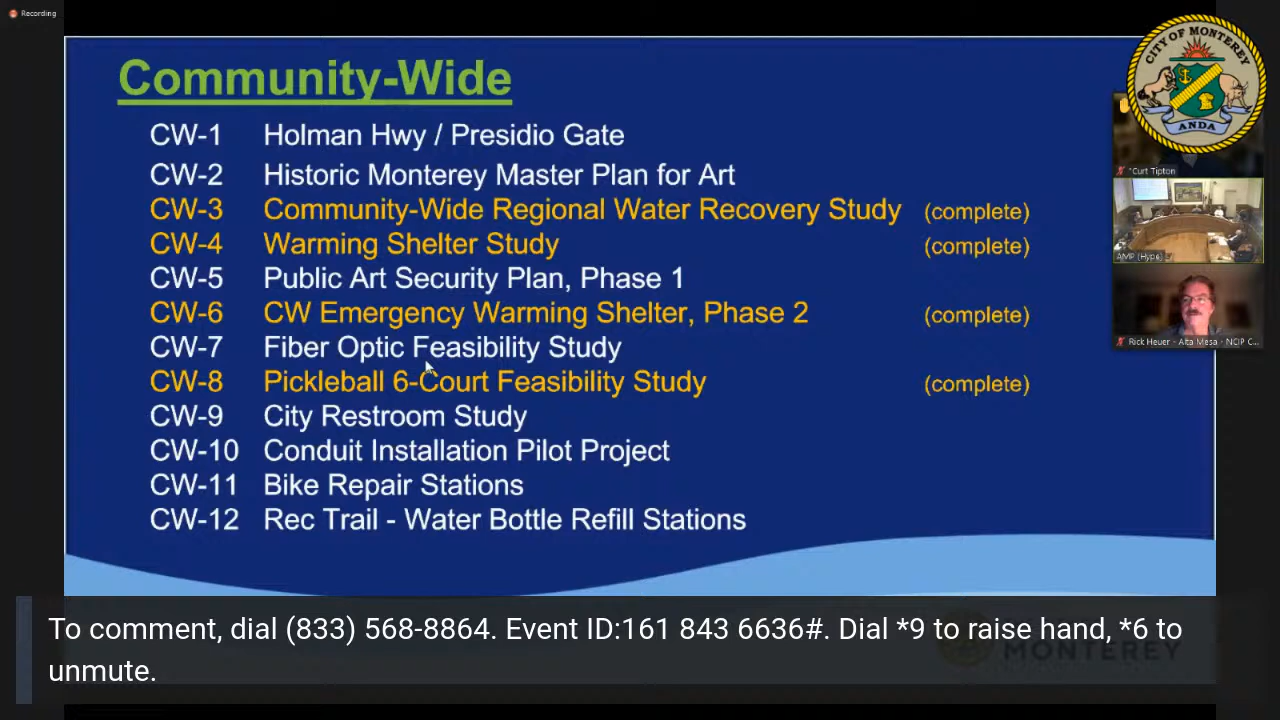 Recording
Community-Wide
CW-1 Holman Hwy / Presidio Gate
CW-2 Historic Monterey Master Plan for Art
CW-3 Community-Wide Regional Water Recovery Study (complete)
CW-4 Warming Shelter Study (complete)
CW-5 Public Art Security Plan, Phase 1
CW-6 CW Emergency Warming Shelter, Phase 2 (complete)
CW-7 Fiber Optic Feasibility Study
CW-8 Pickleball 6-Court Feasibility Study (complete)
CW-9 City Restroom Study
CW-10 Conduit Installation Pilot Project
CW-11 Bike Repair Stations
CW-12 Rec Trail - Water Bottle Refill Stations
CITY OF MONTEREY
ANDA
*Curt Tipton
AMP (Hype
Rick Heuer - Alta Mesa - NCIP C...
To comment, dial (833) 568-8864. Event ID:161 843 6636#. Dial *9 to raise hand, *6 to
unmute.
MONTEREY